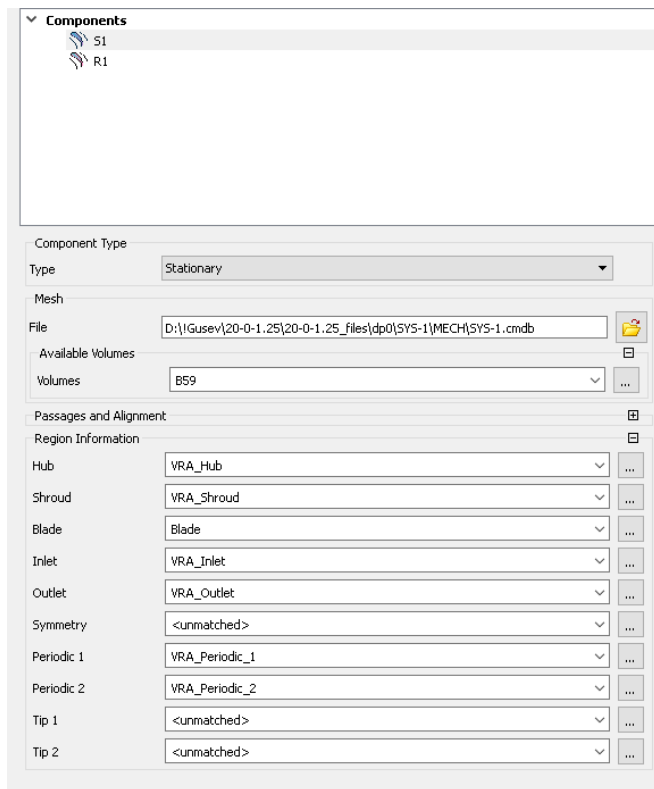 Components
S1
R1
Component Type
Type Stationary
Mesh
File D:\!Gusev\20-0-1.25\20-0-1.25_files\dp0\SYS-1\MECH\SYS-1.cmdb
Available Volumes
Volumes B59 ...
Passages and Alignment
Region Information
Hub VRA_Hub ...
Shroud VRA_Shroud ...
Blade Blade ...
Inlet VRA_Inlet ...
Outlet VRA_Outlet ...
Symmetry <unmatched> ...
Periodic 1 VRA_Periodic_1 ...
Periodic 2 VRA_Periodic_2 ...
Tip 1 <unmatched> ...
Tip 2 <unmatched> ...